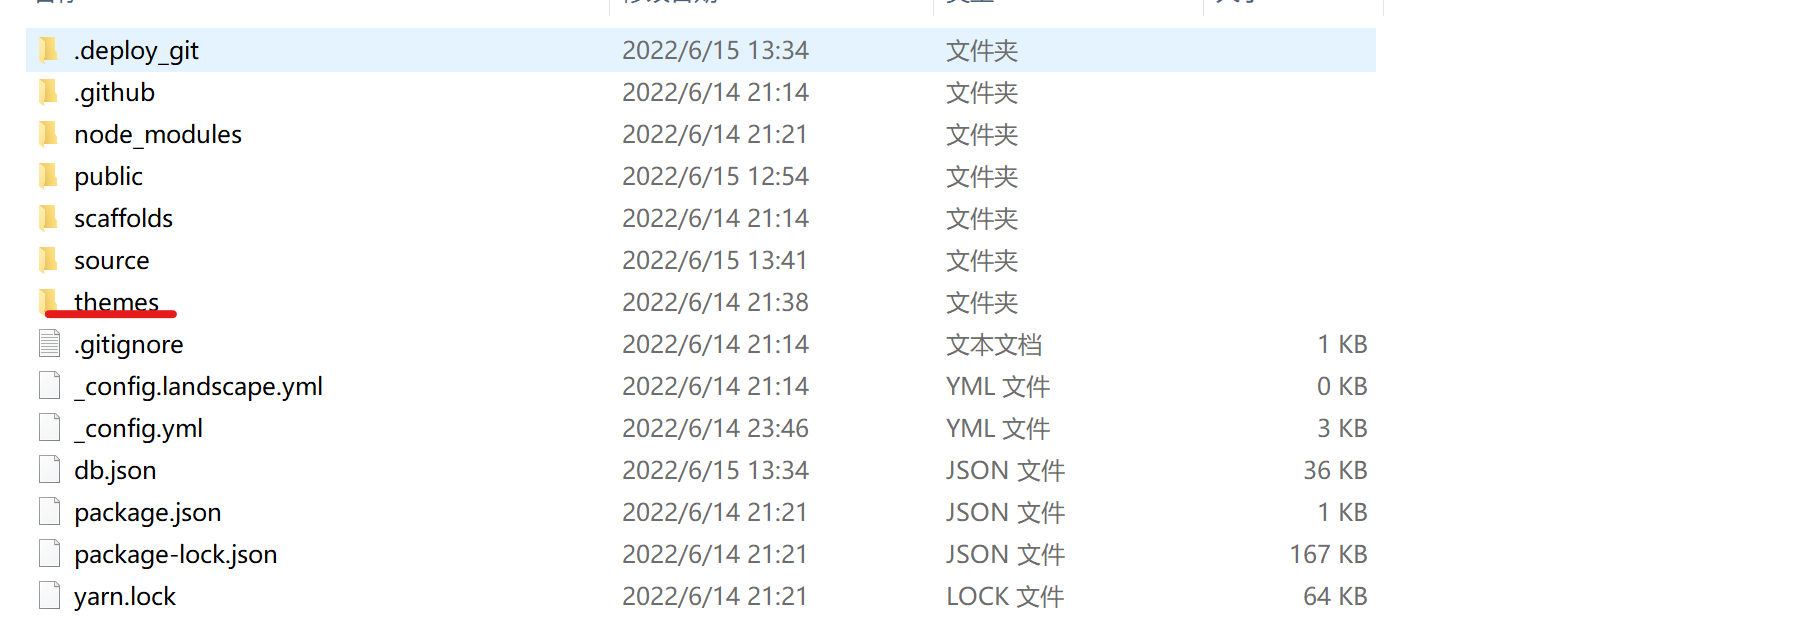 .deploy_git 2022/6/15 13:34 文件夹
.github 2022/6/14 21:14 文件夹
node_modules 2022/6/14 21:21 文件夹
public 2022/6/15 12:54 文件夹
scaffolds 2022/6/14 21:14 文件夹
source 2022/6/15 13:41 文件夹
themes 2022/6/14 21:38 文件夹
.gitignore 2022/6/14 21:14 文本文档 1 KB
_config.landscape.yml 2022/6/14 21:14 YML 文件 0 KB
_config.yml 2022/6/14 23:46 YML 文件 3 KB
db.json 2022/6/15 13:34 JSON 文件 36 KB
package.json 2022/6/14 21:21 JSON 文件 1 KB
package-lock.json 2022/6/14 21:21 JSON 文件 167 KB
yarn.lock 2022/6/14 21:21 LOCK 文件 64 KB